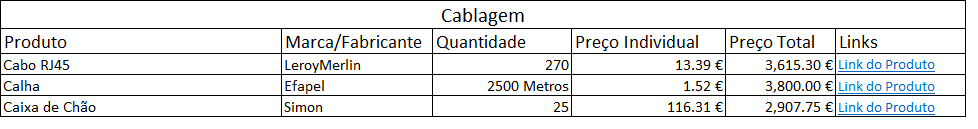 Cablagem
Produto Marca/Fabricante Quantidade Preço Individual Preço Total Links
Cabo RJ45 LeroyMerlin 270 13.39 € 3,615.30 € Link do Produto
Calha Efapel 2500 Metros 1.52 € 3,800.00 € Link do Produto
Caixa de Chão Simon 25 116.31 € 2,907.75 € Link do Produto